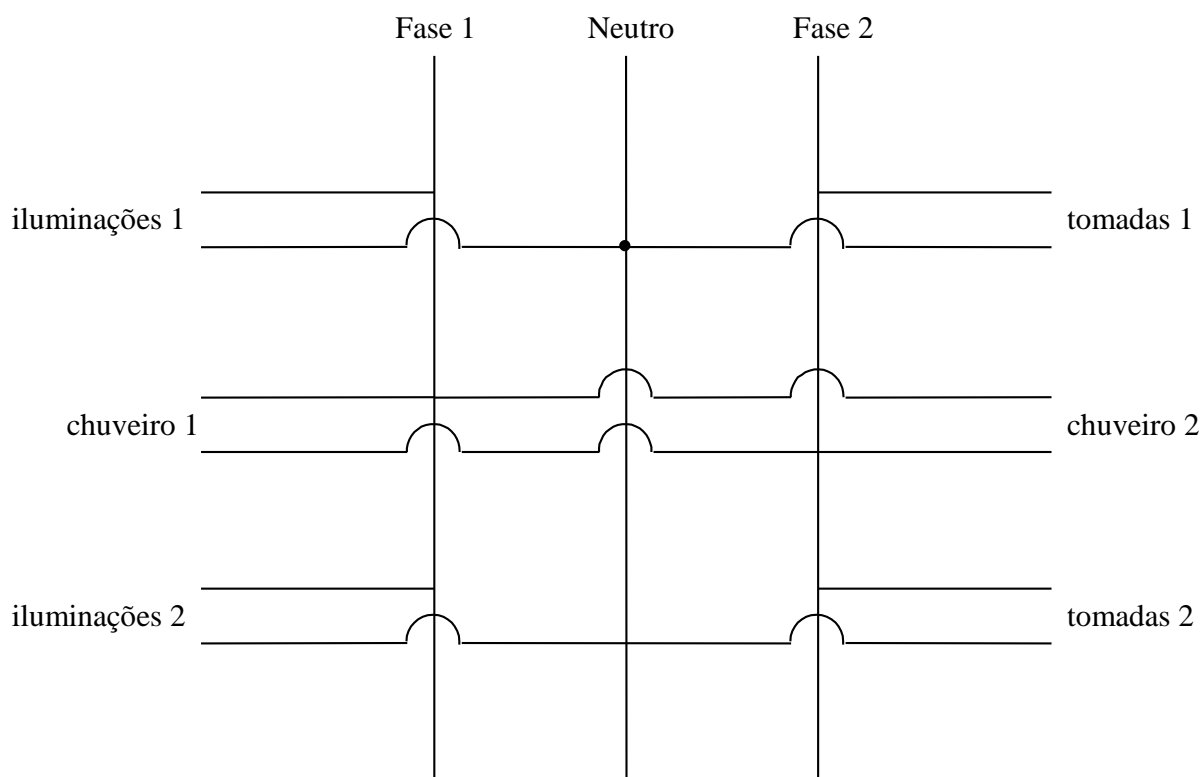 Fase 1 Neutro Fase 2
iluminações 1 tomadas 1
chuveiro 1 chuveiro 2
iluminações 2 tomadas 2